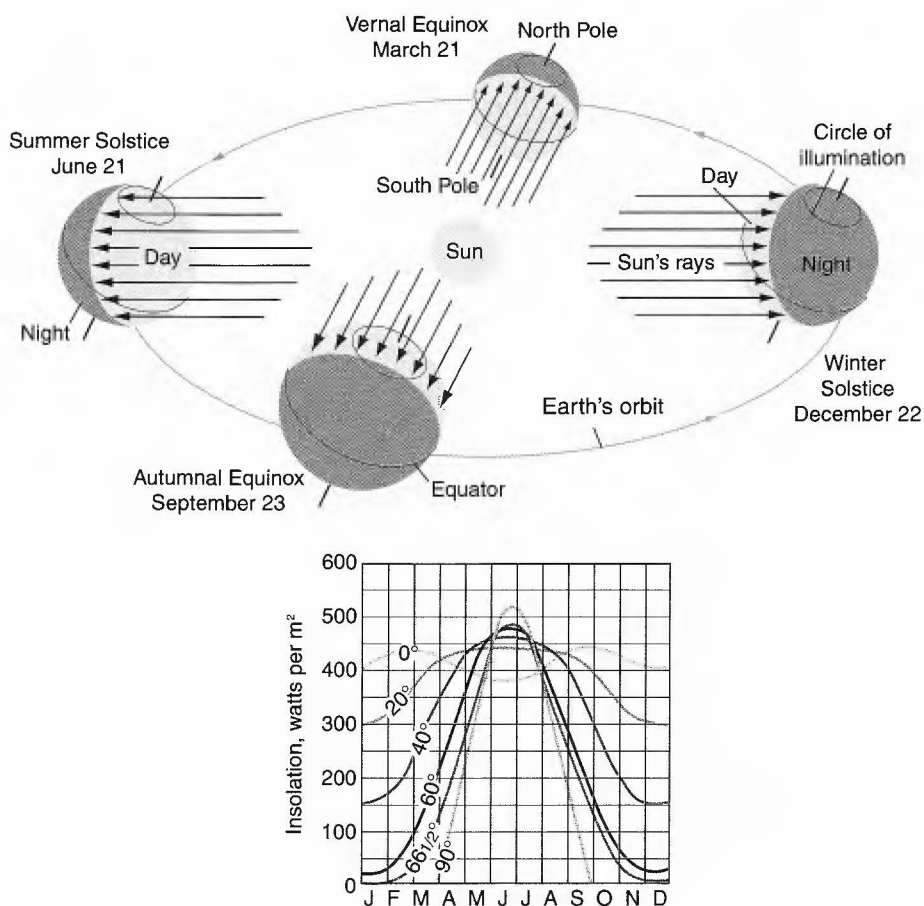 Vernal Equinox
March 21
North Pole
Summer Solstice
June 21
Circle of
illumination
South Pole
Day
Day
Sun
Sun's rays
Night
Night
Winter
Solstice
December 22
Earth's orbit
Autumnal Equinox
September 23
Equator
Insolation, watts per m²
600
500
400
300
200
100
0
0°
20°
40°
60°
66 1/2°
90°
J F M A M J J A S O N D